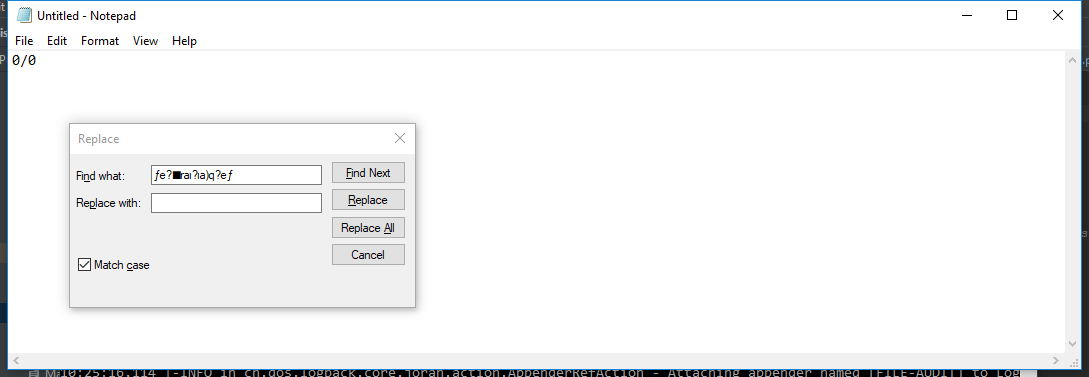 Untitled - Notepad
File Edit Format View Help
0/0
Replace
Find what: ƒe?■raı?ıa)q?eƒ Find Next
Replace with: Replace
Replace All
Cancel
Match case
10:25:16.114 |-INFO in ch.qos.logback.core.joran.action.AppenderRefAction - Attaching appender named [FILE-AUDIT] to Log